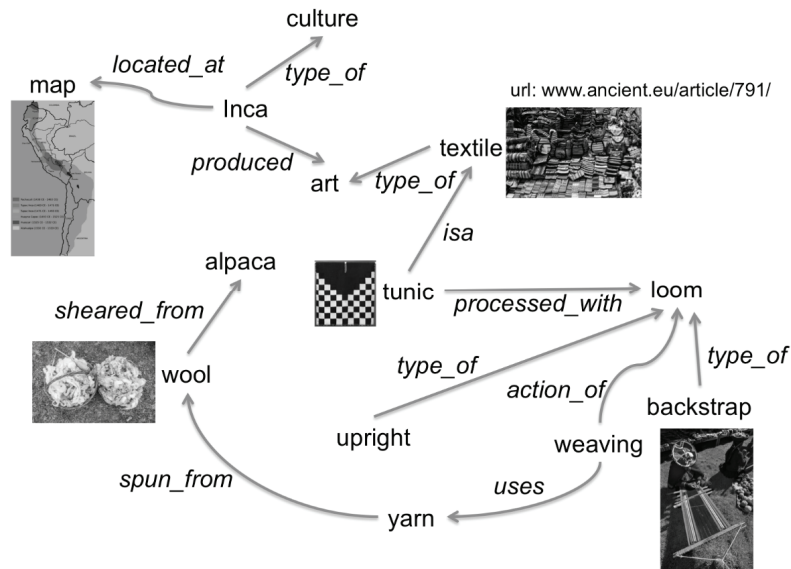 culture
located_at
type_of
map
Inca
url: www.ancient.eu/article/791/
produced
textile
art
type_of
isa
alpaca
tunic
loom
processed_with
sheared_from
wool
type_of
type_of
action_of
backstrap
upright
weaving
spun_from
uses
yarn